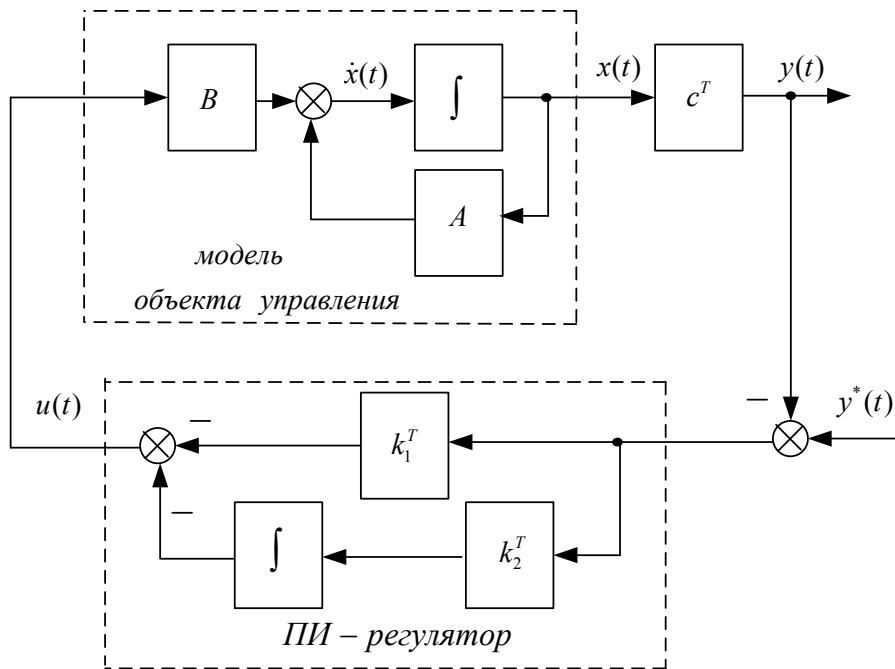 ẋ(t)
x(t)
y(t)
B
∫
c^T
A
модель
объекта управления
u(t)
−
k_1^T
−
y^*(t)
−
∫
k_2^T
ПИ – регулятор